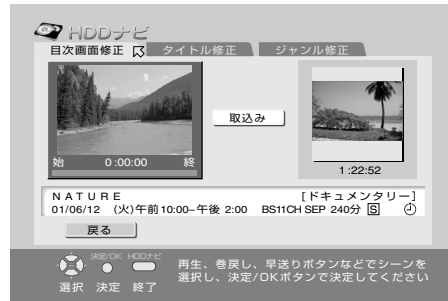 HDDナビ
目次画面修正 タイトル修正 ジャンル修正
取込み
始 0:00:00 終
1:22:52
NATURE [ドキュメンタリー]
01/06/12 (火)午前10:00–午後 2:00 BS11CH SEP 240分 S
戻る
決定/OK HDDナビ
選択 決定 終了
再生、巻戻し、早送りボタンなどでシーンを
選択し、決定/OKボタンで決定してください